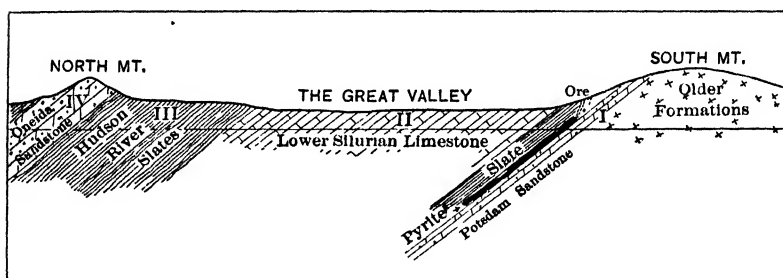 NORTH MT.
SOUTH MT.
THE GREAT VALLEY
Ore
IV
III
II
I
Older
Formations
Oneida
Sandstone
Hudson
River
Slates
Lower Silurian Limestone
Slate
Pyrite
Potsdam Sandstone